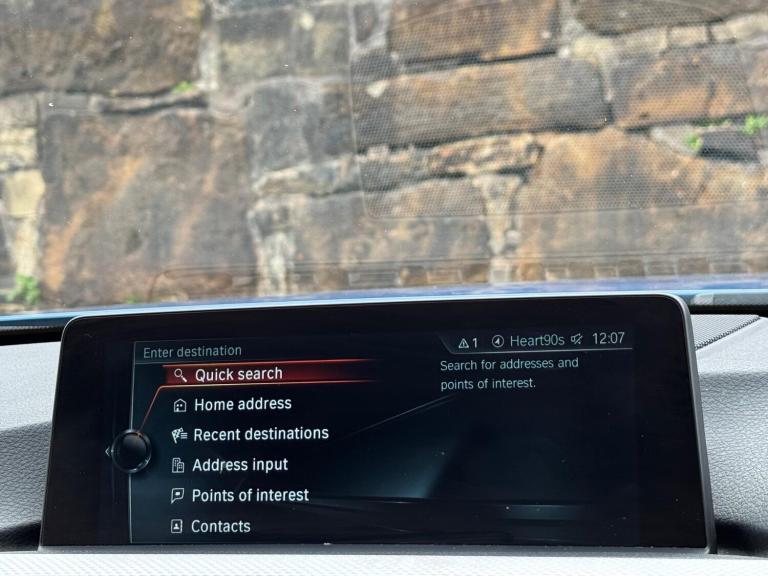 Enter destination
1 Heart90s 12:07
Quick search
Search for addresses and
points of interest.
Home address
Recent destinations
Address input
Points of interest
Contacts